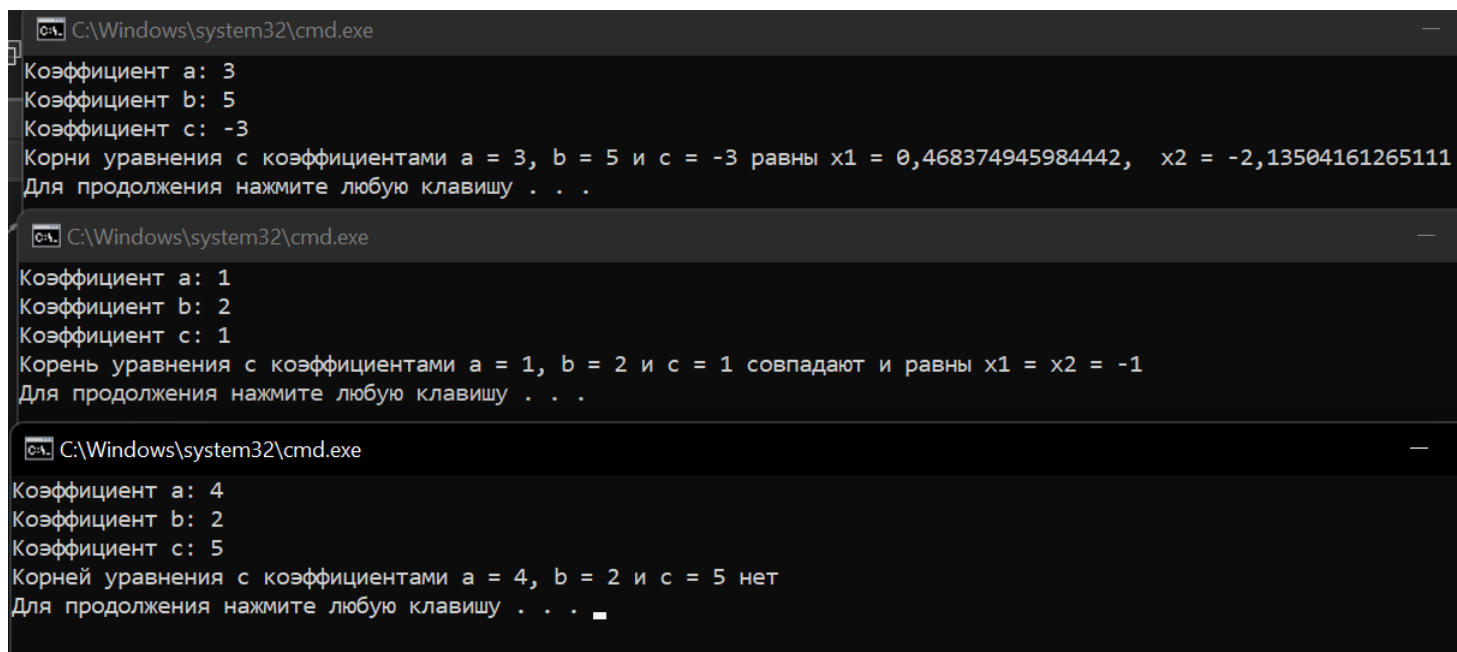 C:\Windows\system32\cmd.exe
Коэффициент a: 3
Коэффициент b: 5
Коэффициент c: -3
Корни уравнения с коэффициентами a = 3, b = 5 и c = -3 равны x1 = 0,468374945984442,  x2 = -2,13504161265111
Для продолжения нажмите любую клавишу . . .
C:\Windows\system32\cmd.exe
Коэффициент a: 1
Коэффициент b: 2
Коэффициент c: 1
Корень уравнения с коэффициентами a = 1, b = 2 и c = 1 совпадают и равны x1 = x2 = -1
Для продолжения нажмите любую клавишу . . .
C:\Windows\system32\cmd.exe
Коэффициент a: 4
Коэффициент b: 2
Коэффициент c: 5
Корней уравнения с коэффициентами a = 4, b = 2 и c = 5 нет
Для продолжения нажмите любую клавишу . . .